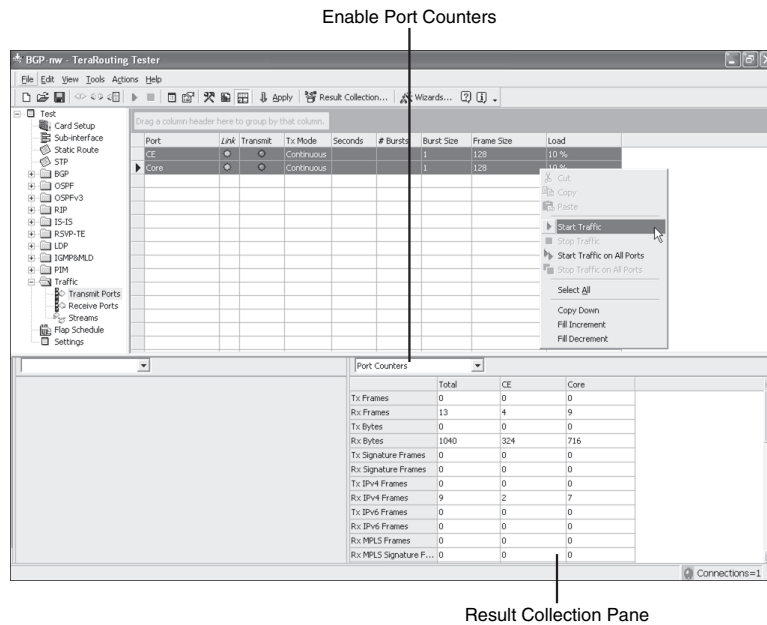 Enable Port Counters
BGP-nw - TeraRouting Tester
File Edit View Tools Actions Help
Apply Result Collection... Wizards...
Test
Card Setup
Sub-interface
Static Route
STP
BGP
OSPF
OSPFv3
RIP
IS-IS
RSVP-TE
LDP
IGMP&MLD
PIM
Traffic
Transmit Ports
Receive Ports
Streams
Flap Schedule
Settings
Drag a column header here to group by that column.
Port Link Transmit Tx Mode Seconds # Bursts Burst Size Frame Size Load
CE Continuous 1 128 10 %
Core Continuous 1 128 10 %
Cut
Copy
Paste
Start Traffic
Stop Traffic
Start Traffic on All Ports
Stop Traffic on All Ports
Select All
Copy Down
Fill Increment
Fill Decrement
Port Counters
Total CE Core
Tx Frames 0 0 0
Rx Frames 13 4 9
Tx Bytes 0 0 0
Rx Bytes 1040 324 716
Tx Signature Frames 0 0 0
Rx Signature Frames 0 0 0
Tx IPv4 Frames 0 0 0
Rx IPv4 Frames 9 2 7
Tx IPv6 Frames 0 0 0
Rx IPv6 Frames 0 0 0
Rx MPLS Frames 0 0 0
Rx MPLS Signature F... 0 0 0
Connections=1
Result Collection Pane